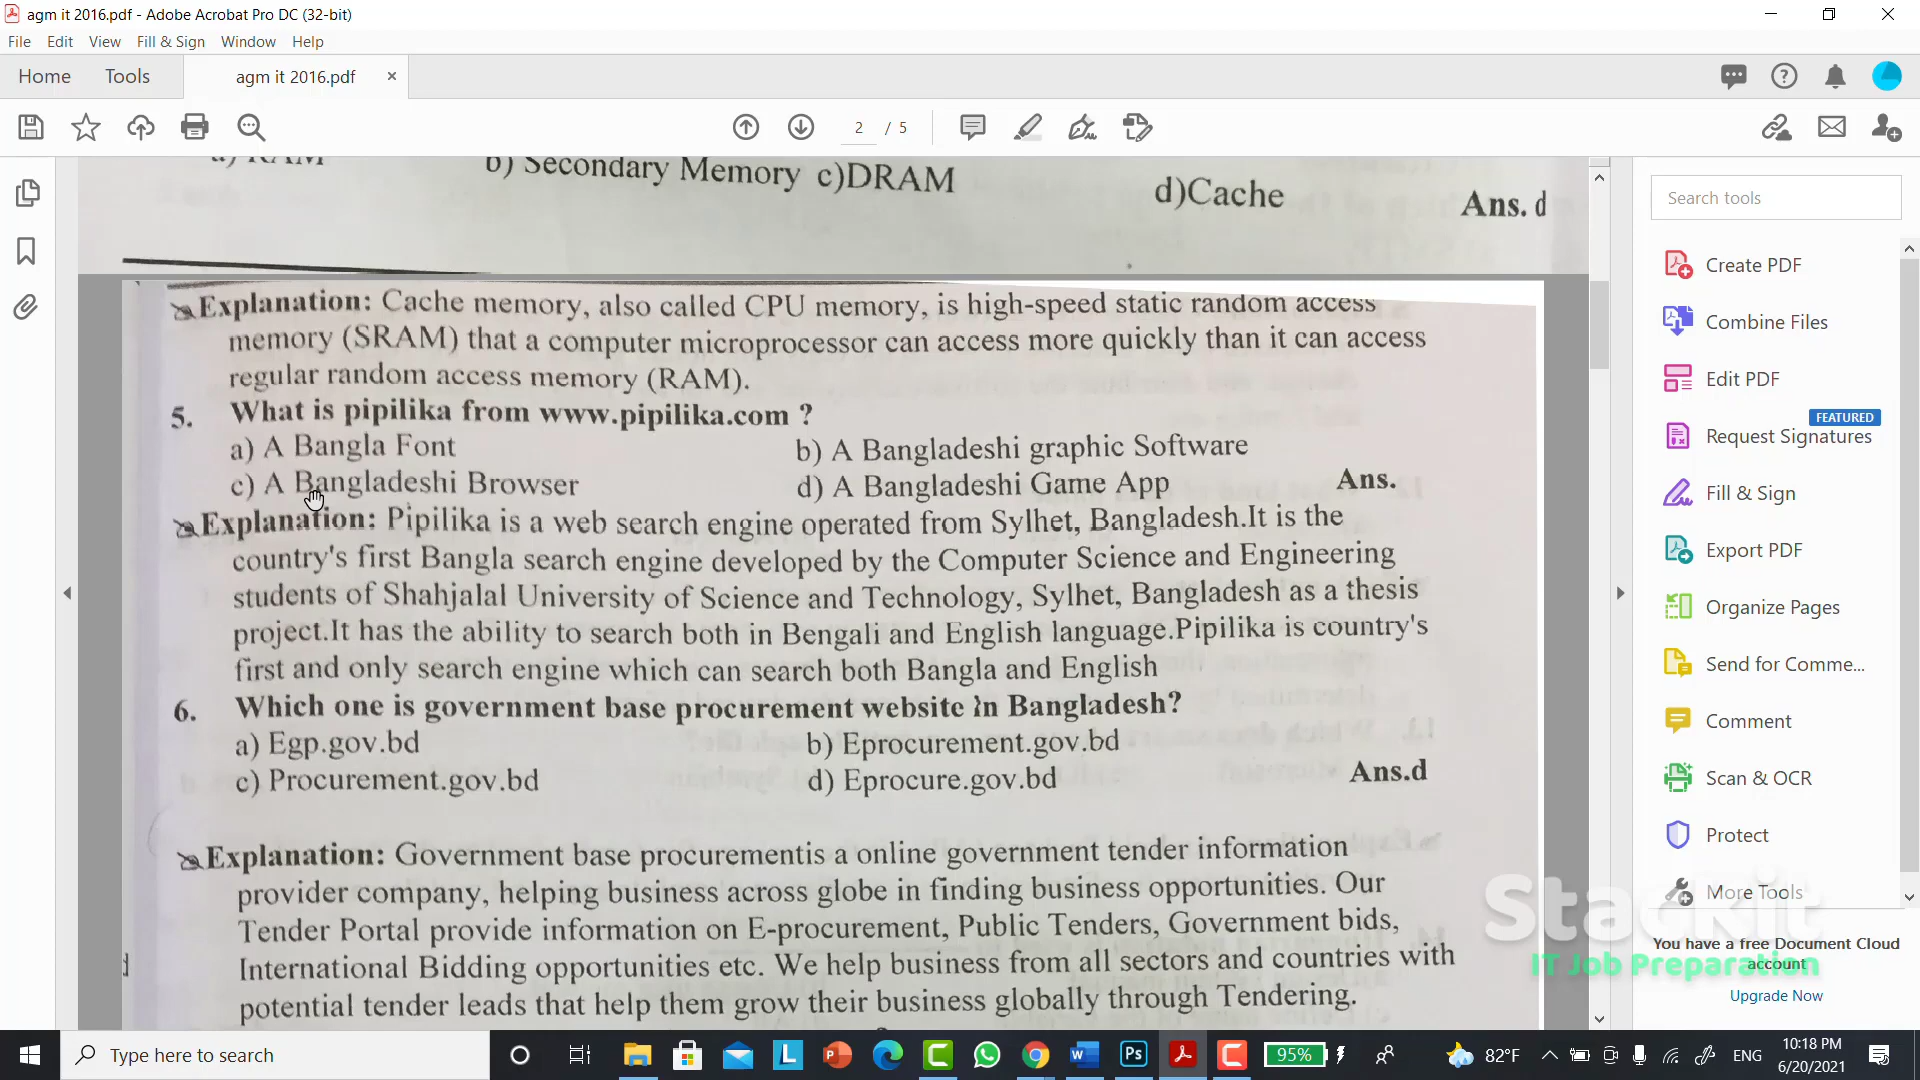 agm it 2016.pdf - Adobe Acrobat Pro DC (32-bit)
File Edit View Fill & Sign Window Help
Home Tools agm it 2016.pdf ×
2 / 5
a) RAM b) Secondary Memory c)DRAM d)Cache Ans. d
Explanation: Cache memory, also called CPU memory, is high-speed static random access
memory (SRAM) that a computer microprocessor can access more quickly than it can access
regular random access memory (RAM).
5. What is pipilika from www.pipilika.com ?
a) A Bangla Font b) A Bangladeshi graphic Software
c) A Bangladeshi Browser d) A Bangladeshi Game App Ans.
Explanation: Pipilika is a web search engine operated from Sylhet, Bangladesh.It is the
country's first Bangla search engine developed by the Computer Science and Engineering
students of Shahjalal University of Science and Technology, Sylhet, Bangladesh as a thesis
project.It has the ability to search both in Bengali and English language.Pipilika is country's
first and only search engine which can search both Bangla and English
6. Which one is government base procurement website in Bangladesh?
a) Egp.gov.bd b) Eprocurement.gov.bd
c) Procurement.gov.bd d) Eprocure.gov.bd Ans.d
Explanation: Government base procurementis a online government tender information
provider company, helping business across globe in finding business opportunities. Our
Tender Portal provide information on E-procurement, Public Tenders, Government bids,
International Bidding opportunities etc. We help business from all sectors and countries with
potential tender leads that help them grow their business globally through Tendering.
Search tools
Create PDF
Combine Files
Edit PDF
FEATURED
Request Signatures
Fill & Sign
Export PDF
Organize Pages
Send for Comme...
Comment
Scan & OCR
Protect
More Tools
StackIt
You have a free Document Cloud
account
IT Job Preparation
Upgrade Now
Type here to search
95%
82°F
ENG
10:18 PM
6/20/2021